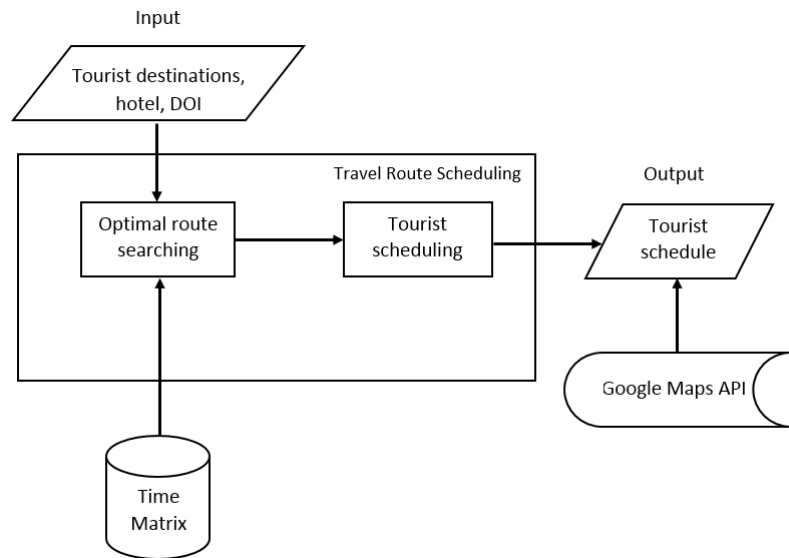 Input
Tourist destinations,
hotel, DOI
Travel Route Scheduling
Optimal route
searching
Tourist
scheduling
Output
Tourist
schedule
Google Maps API
Time
Matrix